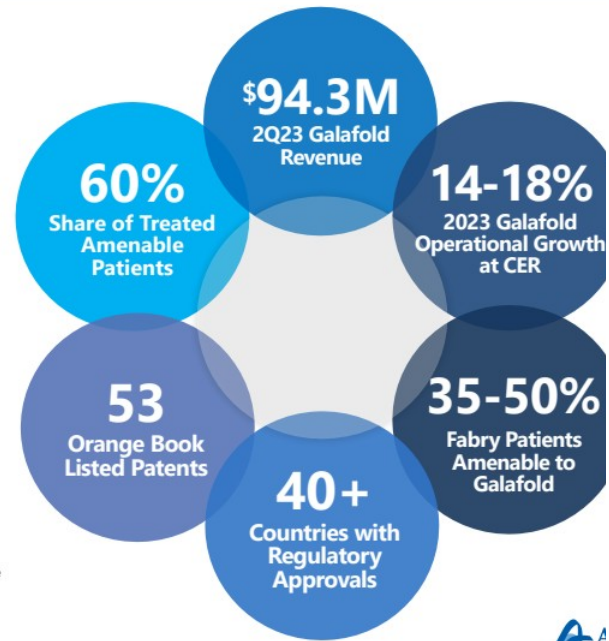 $94.3M
2Q23 Galafold
Revenue
60%
Share of Treated
Amenable
Patients
14-18%
2023 Galafold
Operational Growth
at CER
53
Orange Book
Listed Patents
35-50%
Fabry Patients
Amenable to
Galafold
40+
Countries with
Regulatory
Approvals